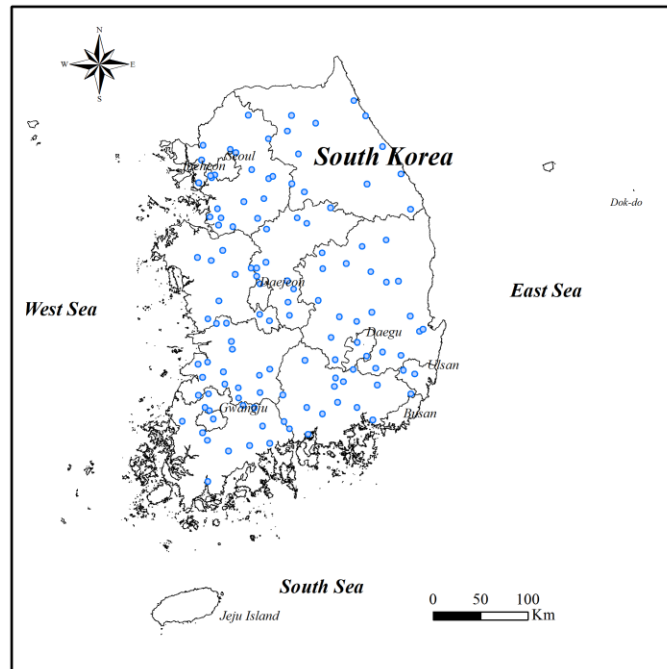 N
W E
S
Seoul
Incheon
South Korea
Dok-do
West Sea
Daejeon
East Sea
Daegu
Ulsan
Gwangju
Busan
South Sea
Jeju Island
0 50 100
Km